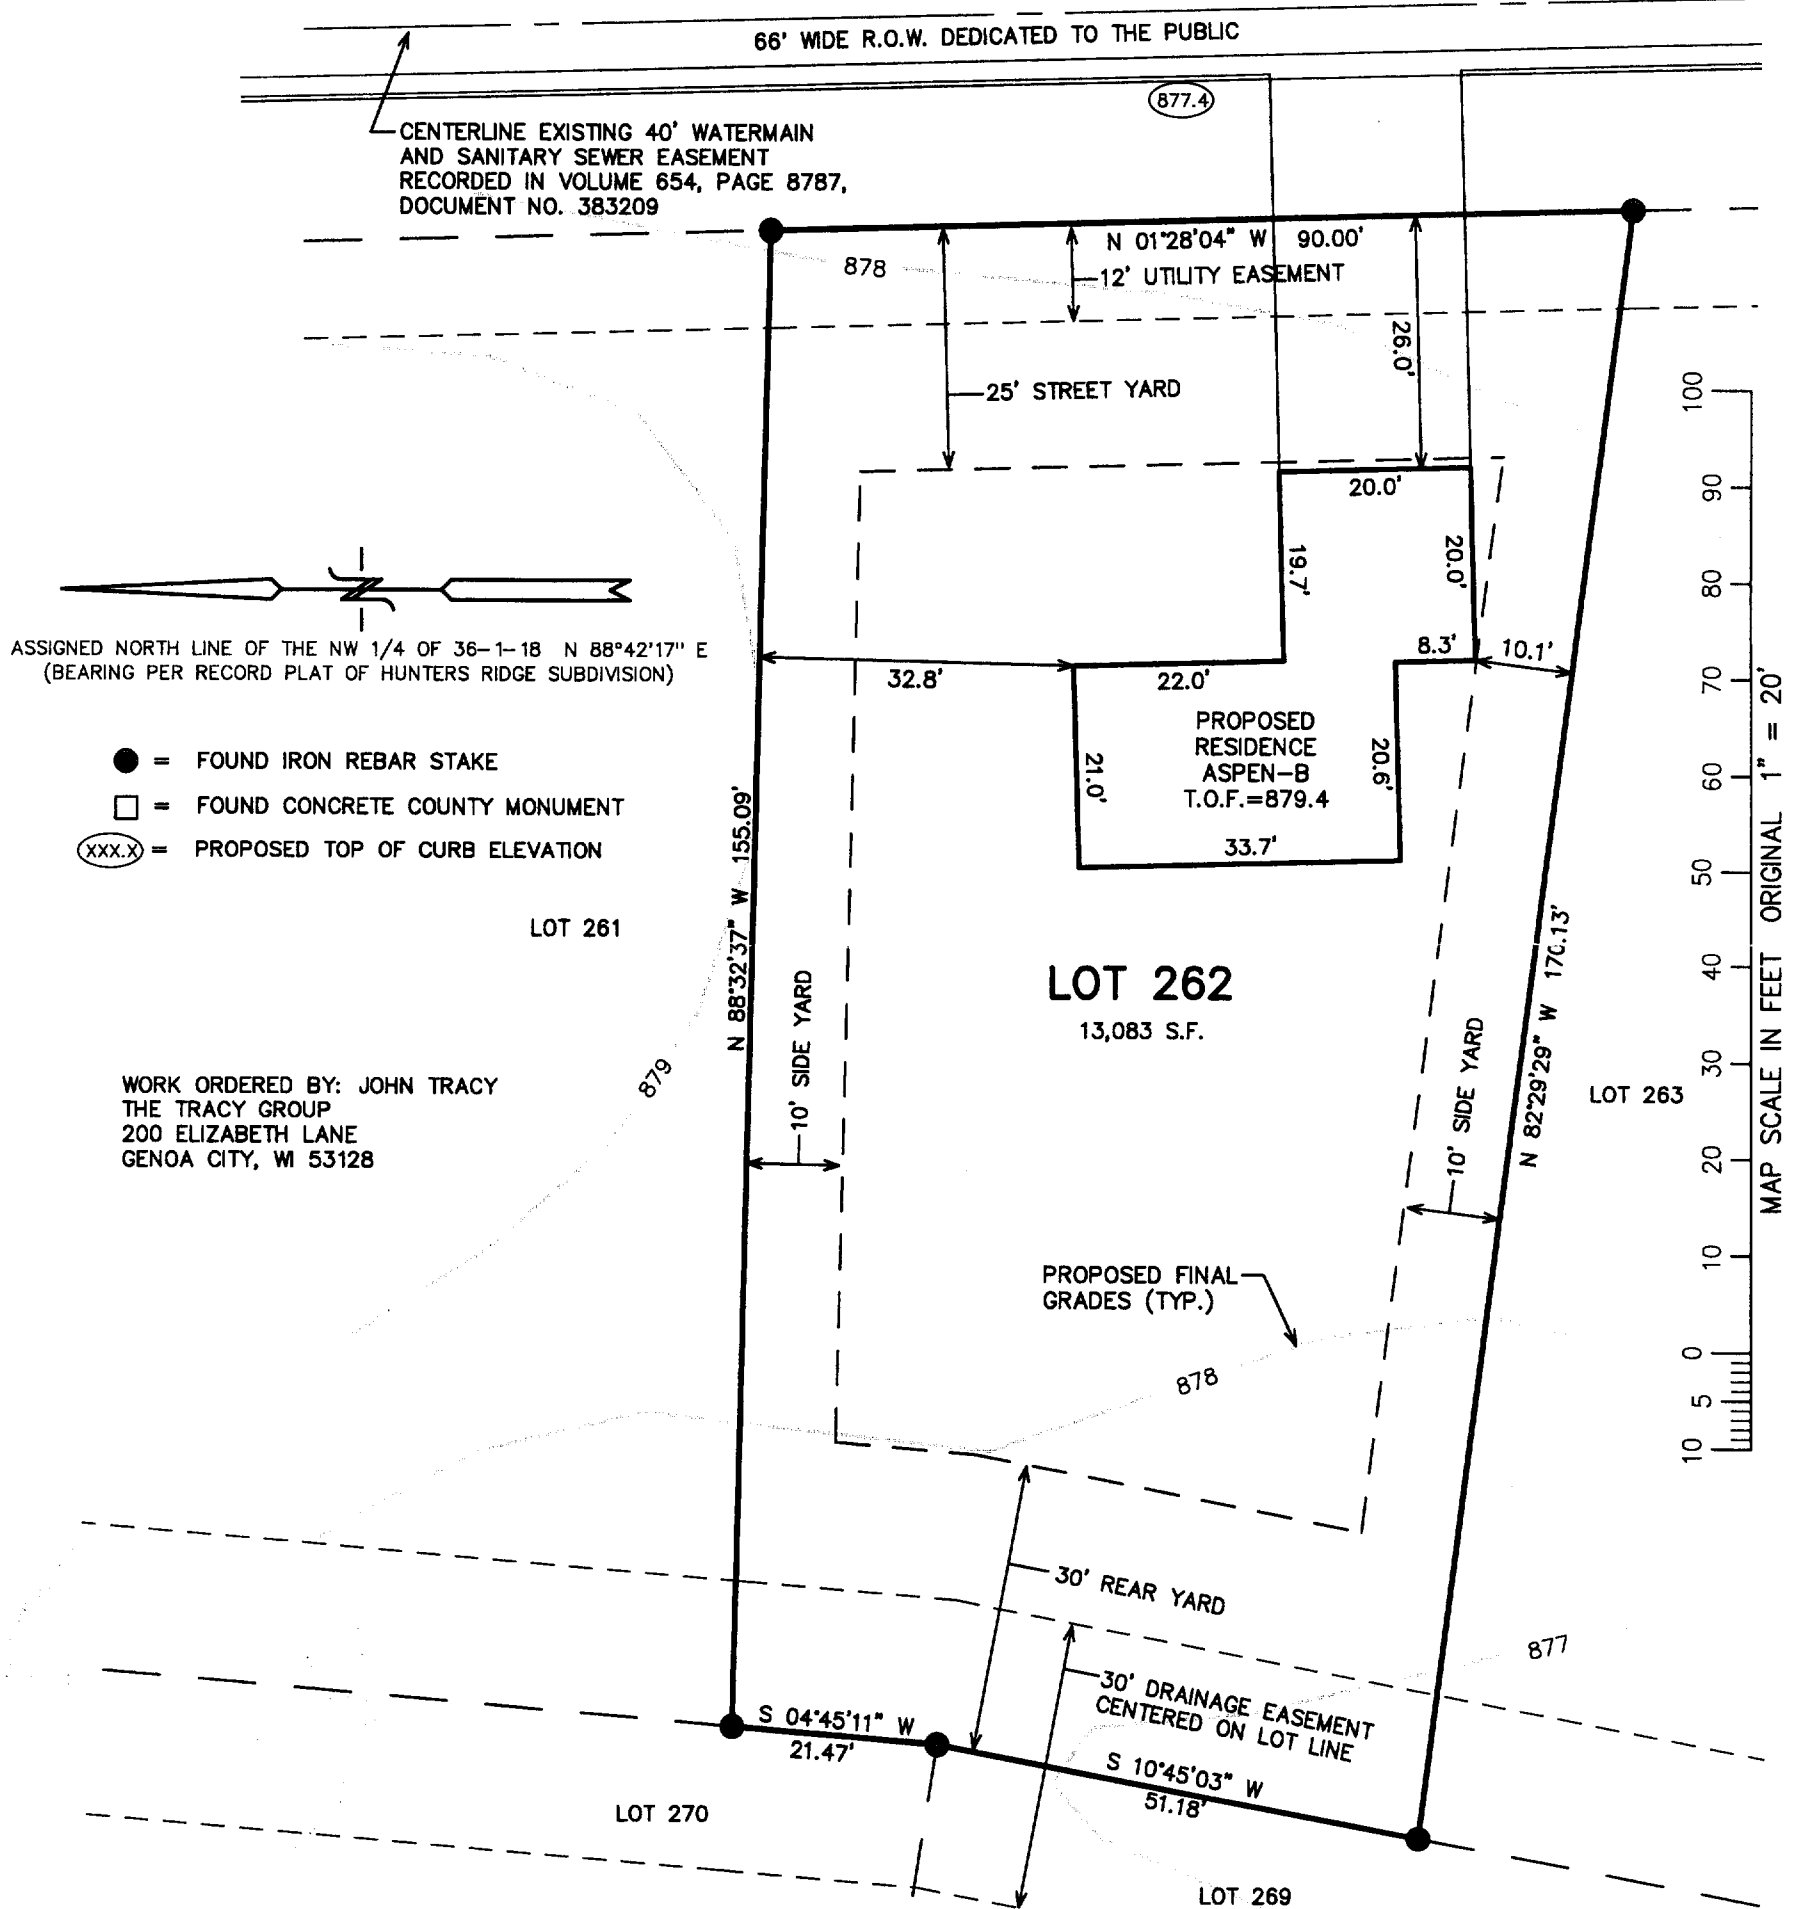 66' WIDE R.O.W. DEDICATED TO THE PUBLIC
877.4
CENTERLINE EXISTING 40' WATERMAIN
AND SANITARY SEWER EASEMENT
RECORDED IN VOLUME 654, PAGE 8787,
DOCUMENT NO. 383209
N 01°28'04" W 90.00'
878
12' UTILITY EASEMENT
26.0'
25' STREET YARD
20.0'
19.7'
20.0'
8.3'
10.1'
32.8'
22.0'
ASSIGNED NORTH LINE OF THE NW 1/4 OF 36-1-18 N 88°42'17" E
(BEARING PER RECORD PLAT OF HUNTERS RIDGE SUBDIVISION)
PROPOSED
RESIDENCE
ASPEN-B
T.O.F.=879.4
21.0'
20.6'
33.7'
● = FOUND IRON REBAR STAKE
□ = FOUND CONCRETE COUNTY MONUMENT
XXX.X = PROPOSED TOP OF CURB ELEVATION
LOT 261
N 88°32'37" W 155.09'
LOT 262
13,083 S.F.
10' SIDE YARD
10' SIDE YARD
N 82°29'29" W 170.13'
LOT 263
879
WORK ORDERED BY: JOHN TRACY
THE TRACY GROUP
200 ELIZABETH LANE
GENOA CITY, WI 53128
100
90
80
70
60
50
40
30
20
10
0
5
10
MAP SCALE IN FEET ORIGINAL 1" = 20'
PROPOSED FINAL
GRADES (TYP.)
878
30' REAR YARD
877
30' DRAINAGE EASEMENT
CENTERED ON LOT LINE
S 04°45'11" W
21.47'
S 10°45'03" W
51.18'
LOT 270
LOT 269